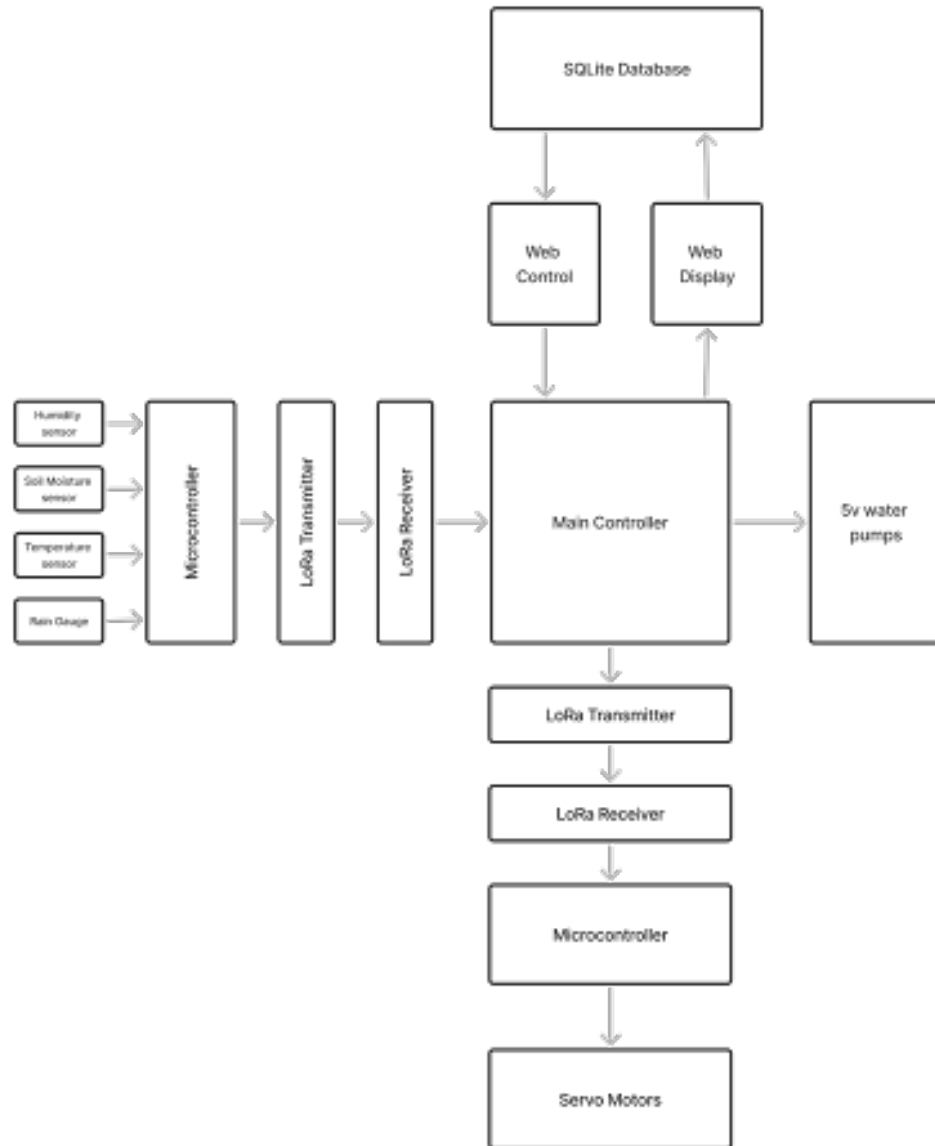 SQLite Database
Web
Control
Web
Display
Humidity
sensor
Soil Moisture
sensor
Temperature
sensor
Rain Gauge
Microcontroller
LoRa Transmitter
LoRa Receiver
Main Controller
5v water
pumps
LoRa Transmitter
LoRa Receiver
Microcontroller
Servo Motors